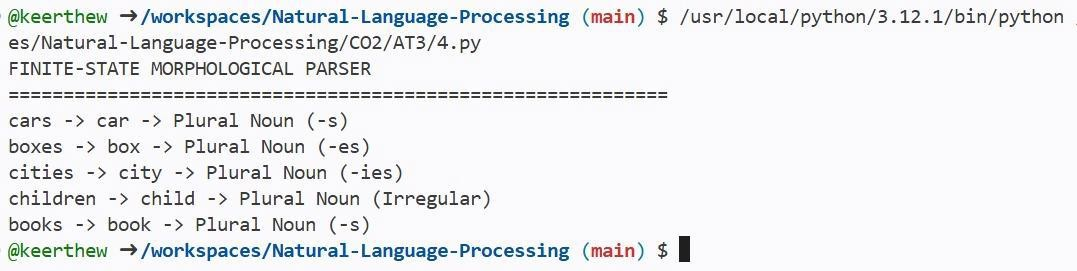 @keerthew ➜/workspaces/Natural-Language-Processing (main) $ /usr/local/python/3.12.1/bin/python
es/Natural-Language-Processing/CO2/AT3/4.py
FINITE-STATE MORPHOLOGICAL PARSER
============================================================
cars -> car -> Plural Noun (-s)
boxes -> box -> Plural Noun (-es)
cities -> city -> Plural Noun (-ies)
children -> child -> Plural Noun (Irregular)
books -> book -> Plural Noun (-s)
@keerthew ➜/workspaces/Natural-Language-Processing (main) $